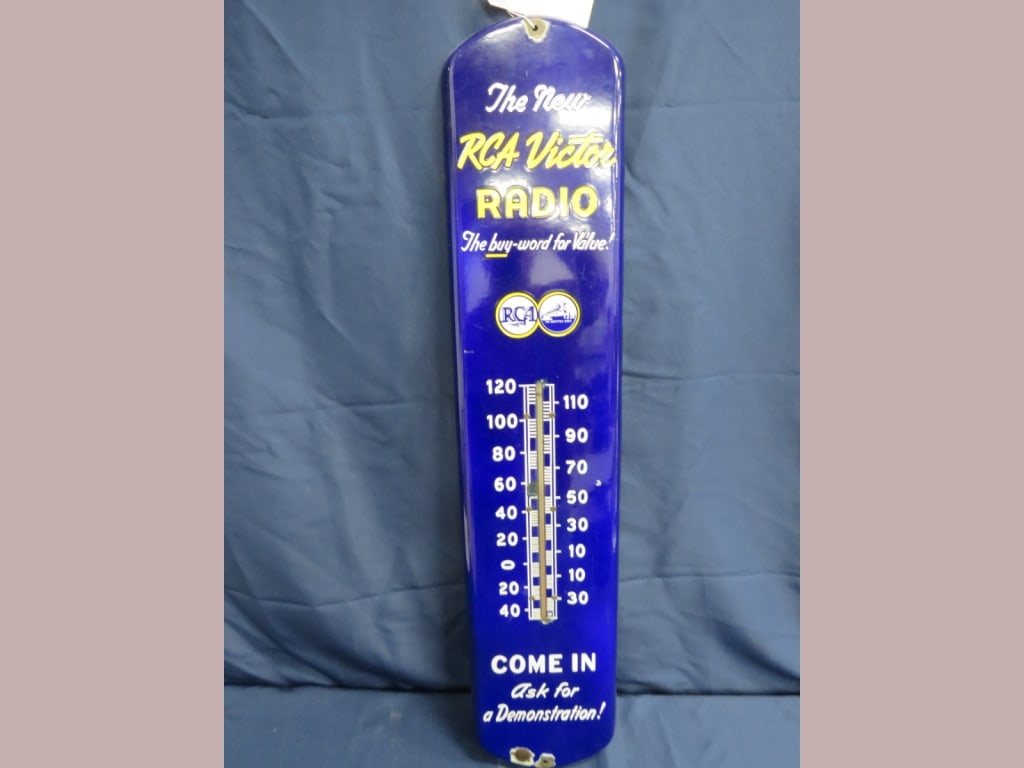 The New
RCA Victor
RADIO
The buy-word for Value!
RCA
120
110
100
90
80
70
60
50
40
30
20
10
0
10
20
30
40
COME IN
Ask for
a Demonstration!